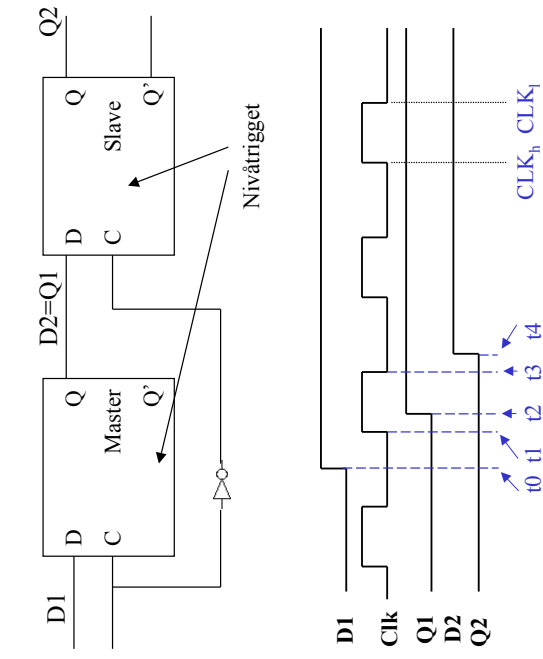 D1
D
C
Q
Q'
Master
D2=Q1
D
C
Q
Q'
Slave
Q2
Nivåtrigget
D1
Clk
Q1
D2
Q2
t0
t1
t2
t3
t4
CLKh
CLKl